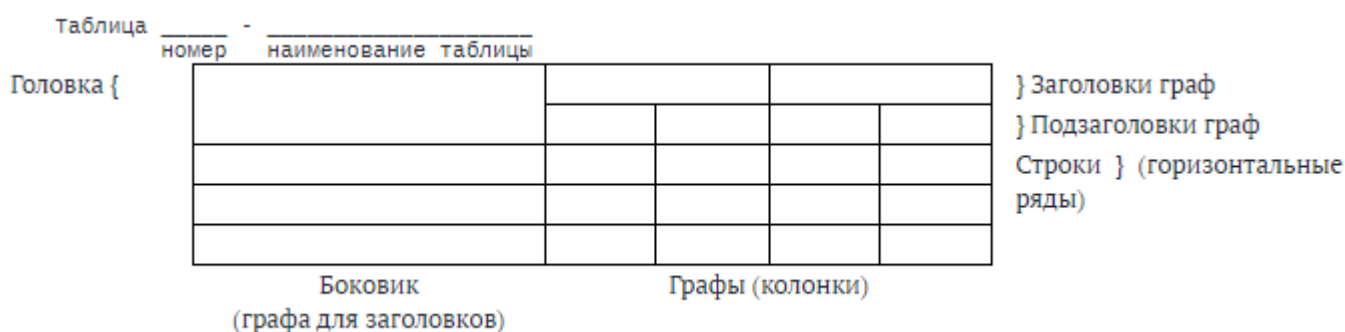 Таблица _____ - ____________________
номер наименование таблицы
Головка {
} Заголовки граф
} Подзаголовки граф
Строки } (горизонтальные
ряды)
Боковик
(графа для заголовков)
Графы (колонки)